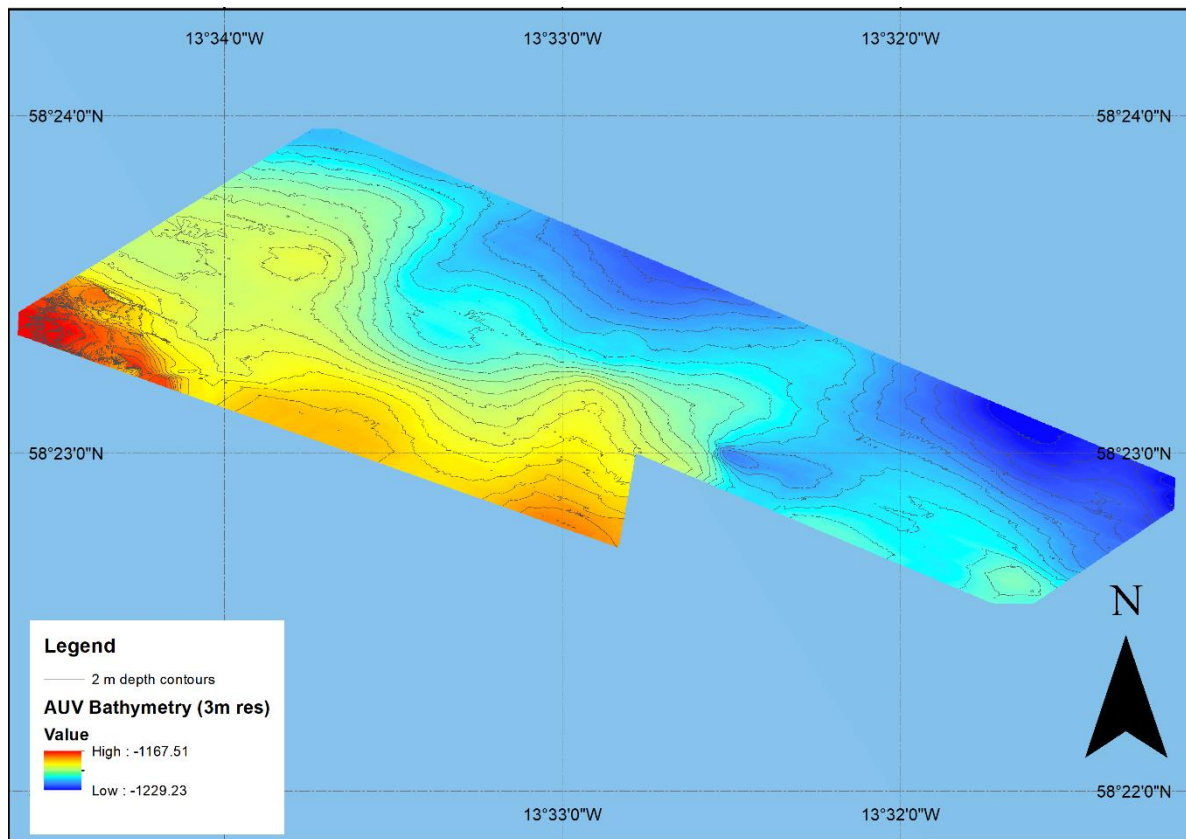 13°34'0"W 13°33'0"W 13°32'0"W
58°24'0"N 58°24'0"N
58°23'0"N 58°23'0"N
N
Legend
2 m depth contours
AUV Bathymetry (3m res)
Value
High : -1167.51
Low : -1229.23
58°22'0"N
13°33'0"W 13°32'0"W